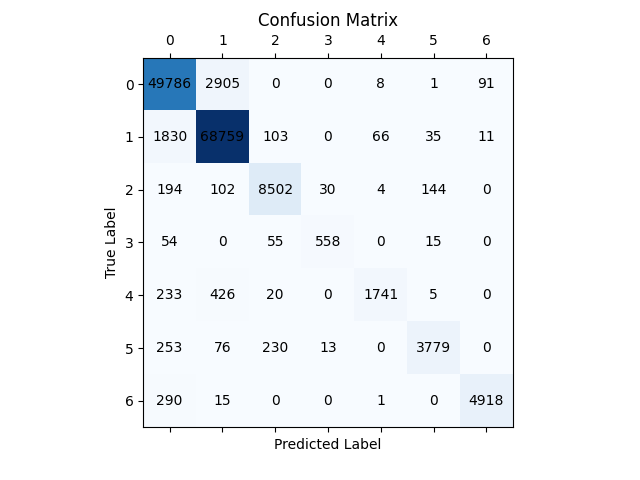 Confusion Matrix
0 1 2 3 4 5 6
0 49786 2905 0 0 8 1 91
1 1830 68759 103 0 66 35 11
2 194 102 8502 30 4 144 0
3 54 0 55 558 0 15 0
4 233 426 20 0 1741 5 0
5 253 76 230 13 0 3779 0
6 290 15 0 0 1 0 4918
True Label
Predicted Label